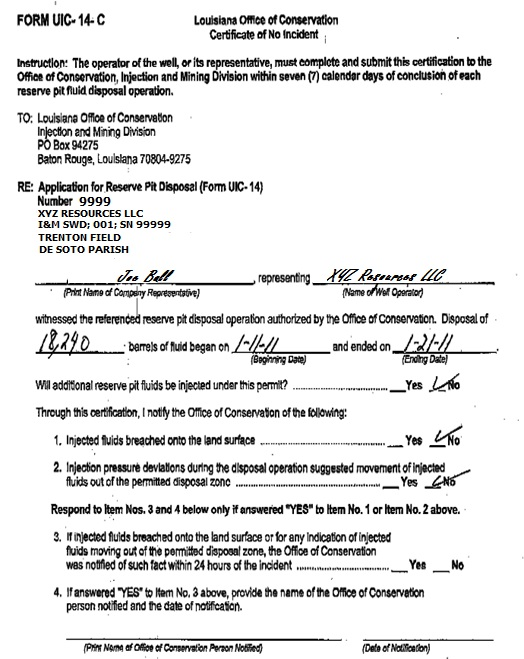 FORM UIC- 14- C
Louisiana Office of Conservation
Certificate of No Incident
Instruction: The operator of the well, or its representative, must complete and submit this certification to the
Office of Conservation, Injection and Mining Division within seven (7) calendar days of conclusion of each
reserve pit fluid disposal operation.
TO: Louisiana Office of Conservation
Injection and Mining Division
PO Box 94275
Baton Rouge, Louisiana 70804-9275
RE: Application for Reserve Pit Disposal (Form UIC-14)
Number 9999
XYZ RESOURCES LLC
I&M SWD; 001; SN 99999
TRENTON FIELD
DE SOTO PARISH
Joe Ball, representing XYZ Resources LLC
(Print Name of Company Representative) (Name of Well Operator)
witnessed the referenced reserve pit disposal operation authorized by the Office of Conservation. Disposal of
18,240 barrels of fluid began on 1-11-11 and ended on 1-21-11
(Beginning Date) (Ending Date)
Will additional reserve pit fluids be injected under this permit? .......................... ___Yes ___No
Through this certification, I notify the Office of Conservation of the following:
1. Injected fluids breached onto the land surface .......................... ___ Yes ___No
2. Injection pressure deviations during the disposal operation suggested movement of injected
fluids out of the permitted disposal zone .......................... ___ Yes ___No
Respond to Item Nos. 3 and 4 below only if answered "YES" to Item No. 1 or Item No. 2 above.
3. If injected fluids breached onto the land surface or for any indication of injected
fluids moving out of the permitted disposal zone, the Office of Conservation
was notified of such fact within 24 hours of the incident .......................... ___Yes ___No
4. If answered "YES" to Item No. 3 above, provide the name of the Office of Conservation
person notified and the date of notification.
(Print Name of Office of Conservation Person Notified) (Date of Notification)